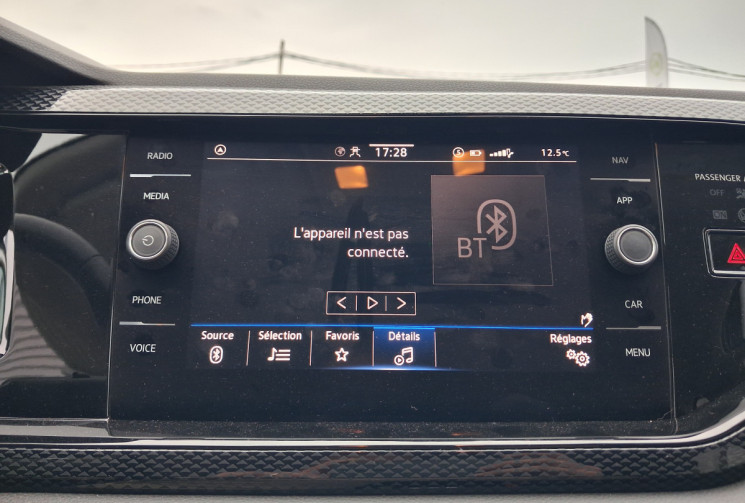 RADIO
MEDIA
PHONE
VOICE
17:28
12.5°C
L'appareil n'est pas
connecté.
BT
Source
Sélection
Favoris
Détails
Réglages
NAV
APP
CAR
MENU
PASSENGER
OFF
ON